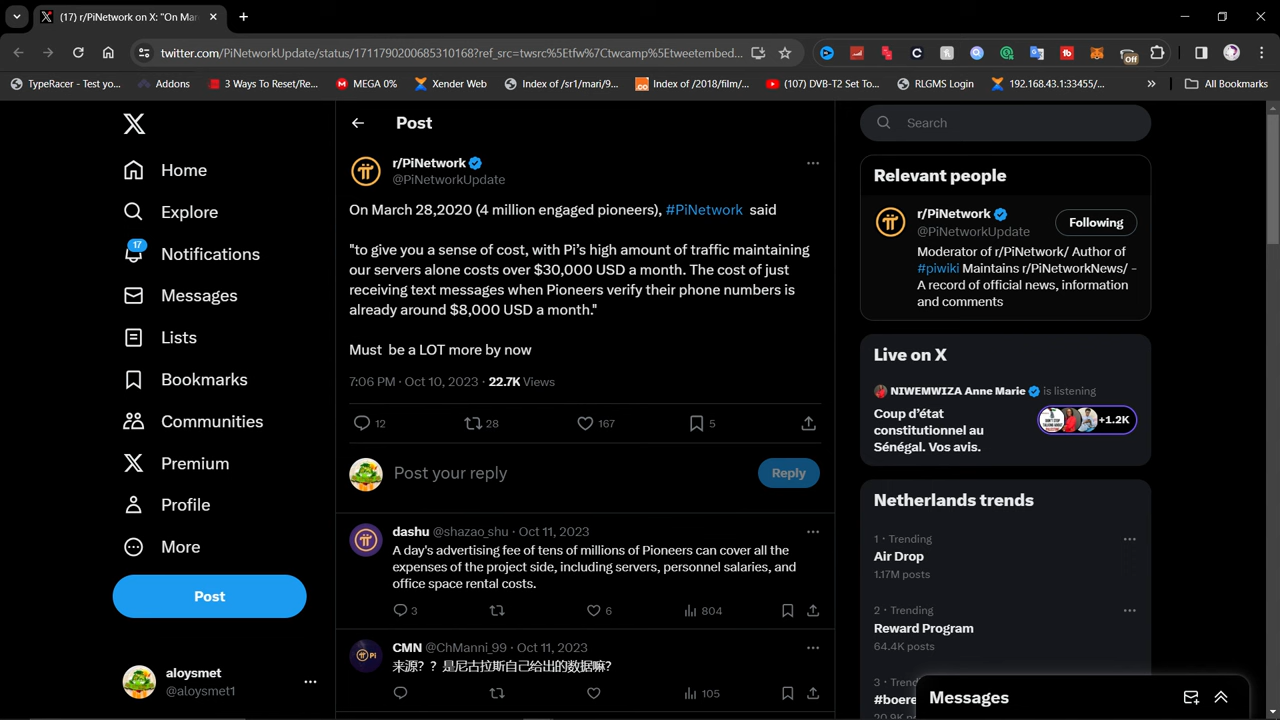 (17) r/PiNetwork on X: "On Mar
twitter.com/PiNetworkUpdate/status/1711790200685310168?ref_src=twsrc%5Etfw%7Ctwcamp%5Etweetembed...
Off
TypeRacer - Test yo...
Addons
3 Ways To Reset/Re...
MEGA 0%
Xender Web
Index of /sr1/mari/9...
Index of /2018/film/...
(107) DVB-T2 Set To...
RLGMS Login
192.168.43.1:33455/...
All Bookmarks
Home
Explore
17
Notifications
Messages
Lists
Bookmarks
Communities
Premium
Profile
More
Post
aloysmet
@aloysmet1
Post
r/PiNetwork
@PiNetworkUpdate
On March 28,2020 (4 million engaged pioneers), #PiNetwork said
"to give you a sense of cost, with Pi’s high amount of traffic maintaining
our servers alone costs over $30,000 USD a month. The cost of just
receiving text messages when Pioneers verify their phone numbers is
already around $8,000 USD a month."
Must be a LOT more by now
7:06 PM · Oct 10, 2023 · 22.7K Views
12 28 167 5
Post your reply
Reply
dashu @shazao_shu · Oct 11, 2023
A day's advertising fee of tens of millions of Pioneers can cover all the
expenses of the project side, including servers, personnel salaries, and
office space rental costs.
3 6 804
CMN @ChManni_99 · Oct 11, 2023
来源？？是尼古拉斯自己给出的数据嘛？
105
Search
Relevant people
r/PiNetwork
@PiNetworkUpdate
Following
Moderator of r/PiNetwork/ Author of
#piwiki Maintains r/PiNetworkNews/ -
A record of official news, information
and comments
Live on X
NIWEMWIZA Anne Marie is listening
Coup d’état
constitutionnel au
Sénégal. Vos avis.
+1.2K
Netherlands trends
1 · Trending
Air Drop
1.17M posts
2 · Trending
Reward Program
64.4K posts
3 · Trend
#boere
Messages